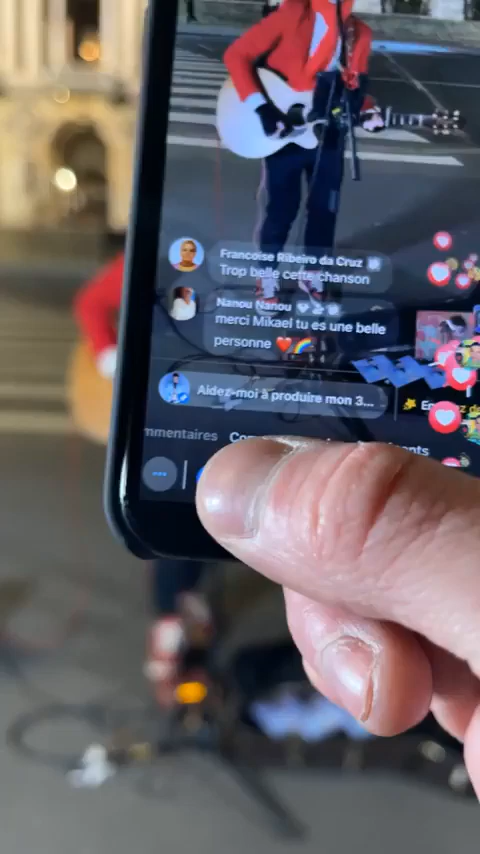 Francoise Ribeiro da Cruz
Trop belle cette chanson
Nanou Nanou
merci Mikael tu es une belle
personne ❤️🌈
Aidez-moi à produire mon 3...
mmentaires